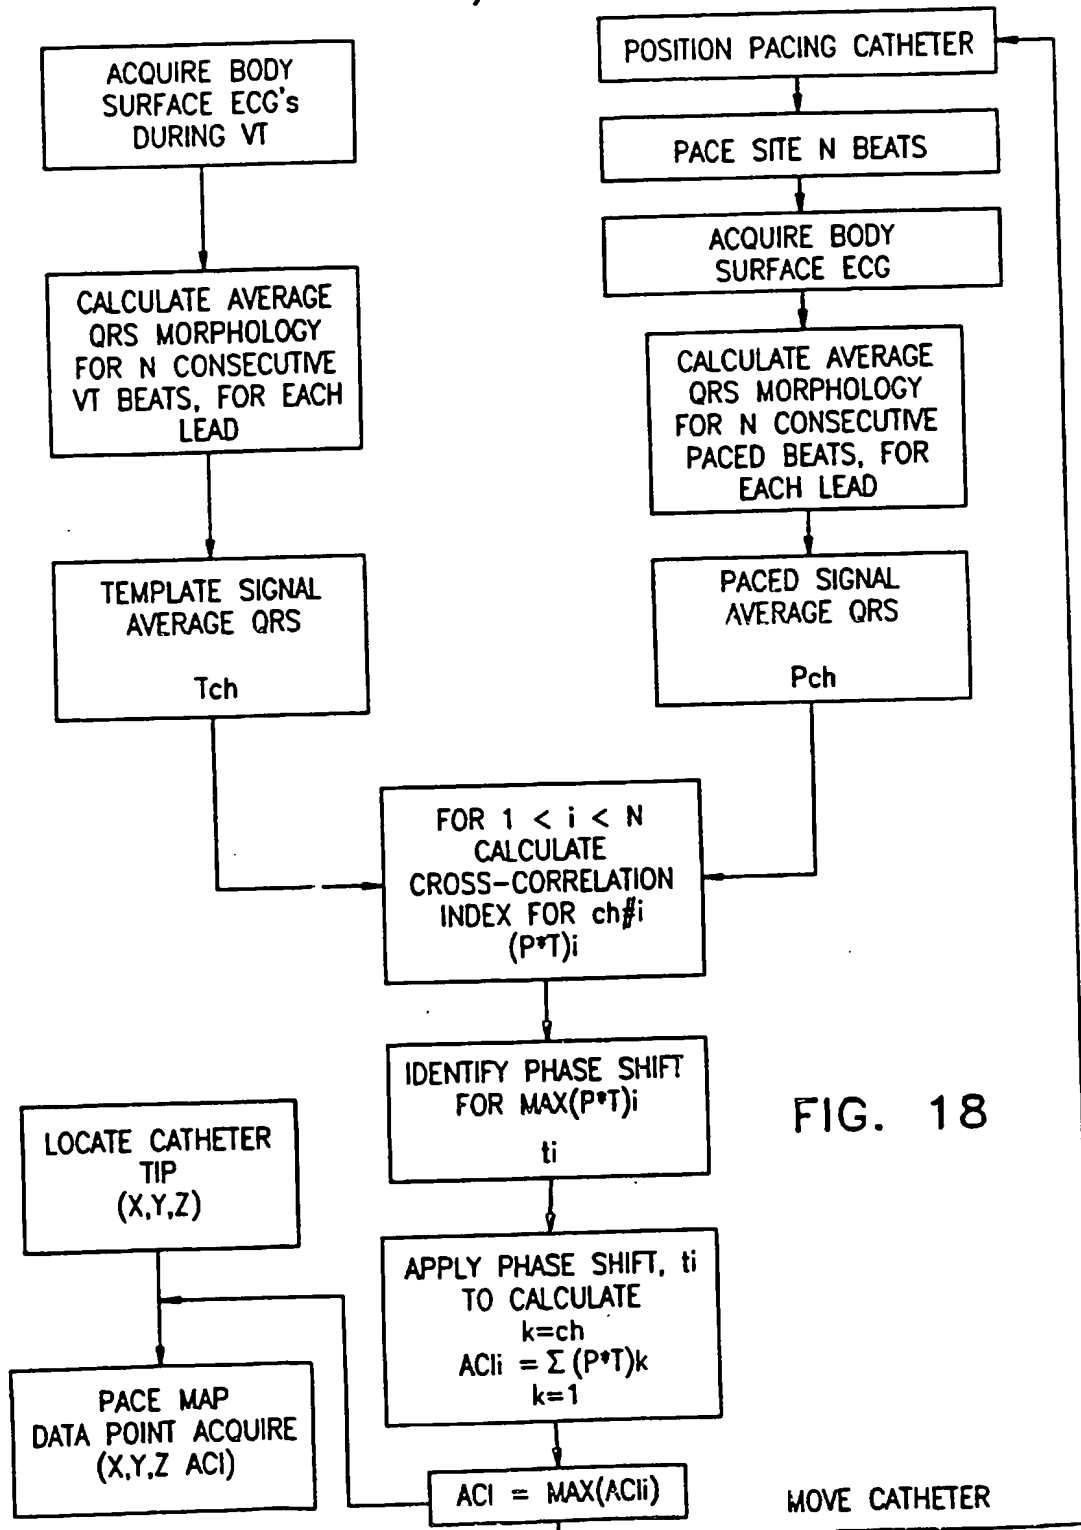 ACQUIRE BODY
SURFACE ECG's
DURING VT
CALCULATE AVERAGE
QRS MORPHOLOGY
FOR N CONSECUTIVE
VT BEATS, FOR EACH
LEAD
TEMPLATE SIGNAL
AVERAGE QRS
Tch
POSITION PACING CATHETER
PACE SITE N BEATS
ACQUIRE BODY
SURFACE ECG
CALCULATE AVERAGE
QRS MORPHOLOGY
FOR N CONSECUTIVE
PACED BEATS, FOR
EACH LEAD
PACED SIGNAL
AVERAGE QRS
Pch
FOR 1 < i < N
CALCULATE
CROSS-CORRELATION
INDEX FOR ch#i
(P*T)i
IDENTIFY PHASE SHIFT
FOR MAX(P*T)i
ti
FIG. 18
LOCATE CATHETER
TIP
(X,Y,Z)
APPLY PHASE SHIFT, ti
TO CALCULATE
k=ch
ACIi = Σ (P*T)k
k=1
PACE MAP
DATA POINT ACQUIRE
(X,Y,Z ACI)
ACI = MAX(ACIi)
MOVE CATHETER